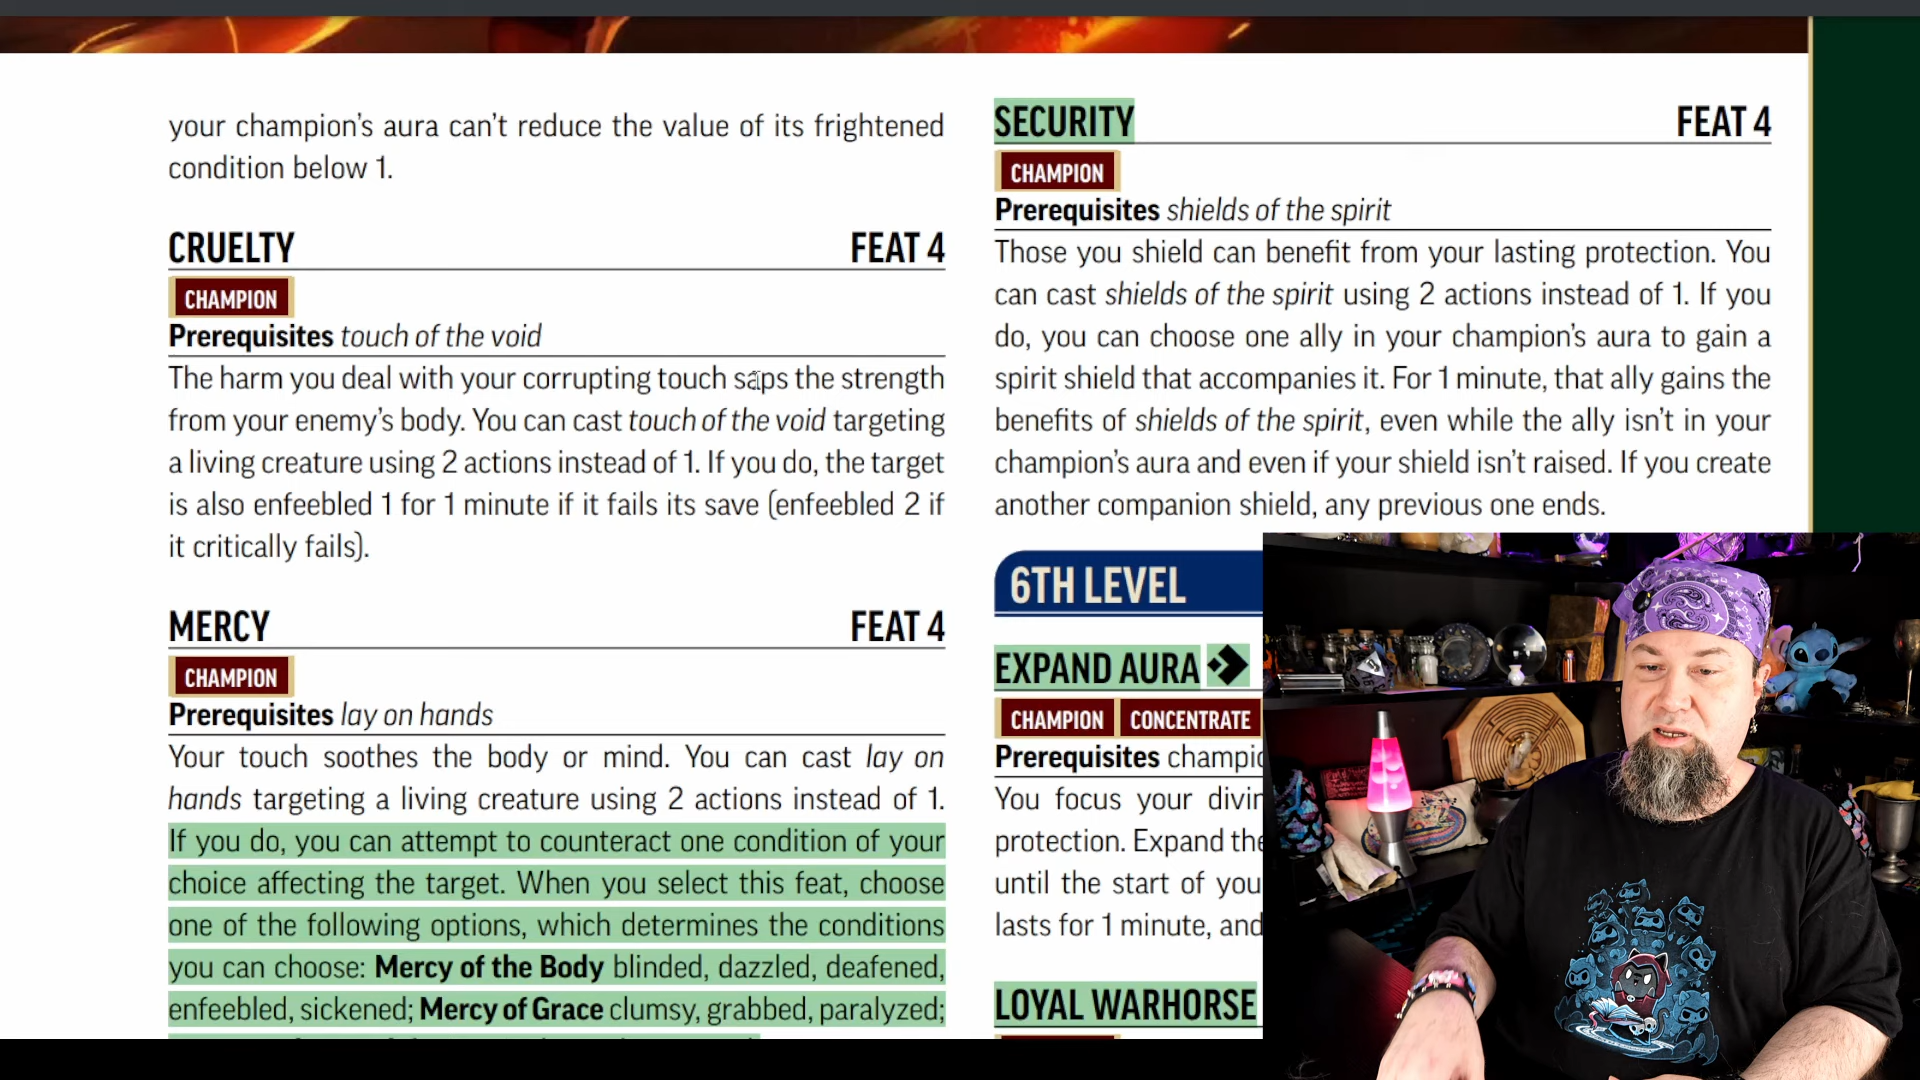 your champion's aura can't reduce the value of its frightened
condition below 1.
CRUELTY FEAT 4
CHAMPION
Prerequisites touch of the void
The harm you deal with your corrupting touch saps the strength
from your enemy's body. You can cast touch of the void targeting
a living creature using 2 actions instead of 1. If you do, the target
is also enfeebled 1 for 1 minute if it fails its save (enfeebled 2 if
it critically fails).
MERCY FEAT 4
CHAMPION
Prerequisites lay on hands
Your touch soothes the body or mind. You can cast lay on
hands targeting a living creature using 2 actions instead of 1.
If you do, you can attempt to counteract one condition of your
choice affecting the target. When you select this feat, choose
one of the following options, which determines the conditions
you can choose: Mercy of the Body blinded, dazzled, deafened,
enfeebled, sickened; Mercy of Grace clumsy, grabbed, paralyzed;
SECURITY FEAT 4
CHAMPION
Prerequisites shields of the spirit
Those you shield can benefit from your lasting protection. You
can cast shields of the spirit using 2 actions instead of 1. If you
do, you can choose one ally in your champion's aura to gain a
spirit shield that accompanies it. For 1 minute, that ally gains the
benefits of shields of the spirit, even while the ally isn't in your
champion's aura and even if your shield isn't raised. If you create
another companion shield, any previous one ends.
6TH LEVEL
EXPAND AURA
CHAMPION CONCENTRATE
Prerequisites champic
You focus your divin
protection. Expand the
until the start of you
lasts for 1 minute, and
LOYAL WARHORSE